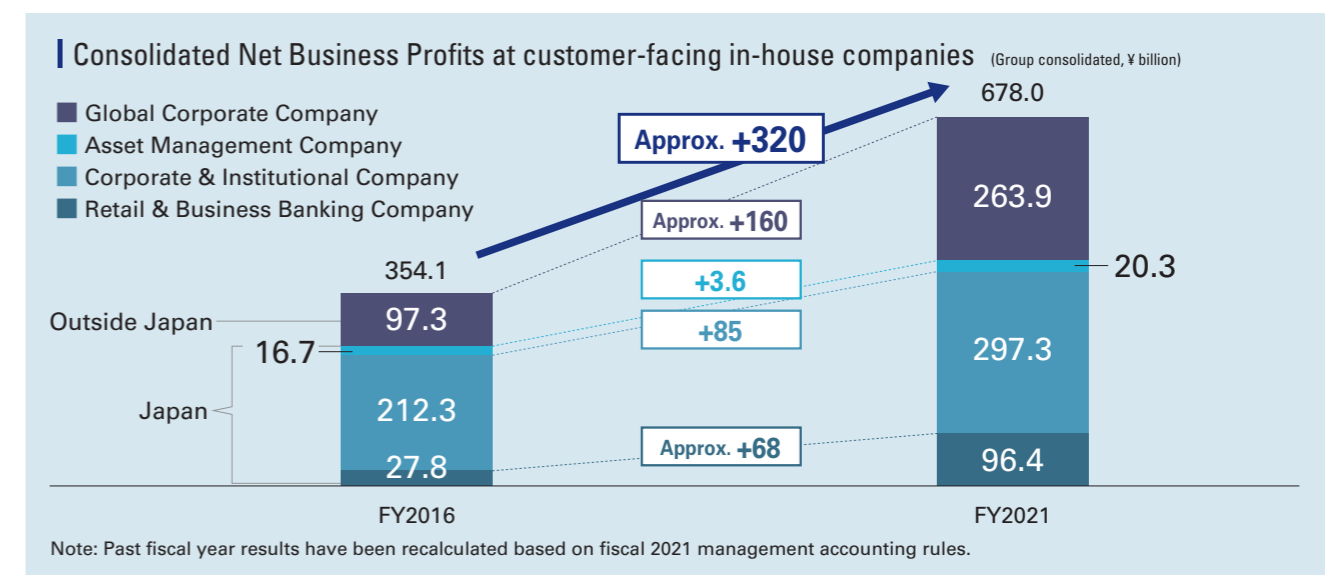 Consolidated Net Business Profits at customer-facing in-house companies (Group consolidated, ¥ billion)
Global Corporate Company
Asset Management Company
Corporate & Institutional Company
Retail & Business Banking Company
Approx. +320
678.0
263.9
20.3
297.3
96.4
Approx. +160
+3.6
+85
Approx. +68
354.1
Outside Japan
97.3
16.7
Japan
212.3
27.8
FY2016
FY2021
Note: Past fiscal year results have been recalculated based on fiscal 2021 management accounting rules.